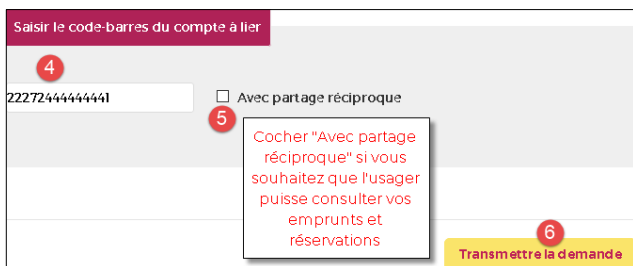 Saisir le code-barres du compte à lier
4
22272444444441
Avec partage réciproque
5
Cocher "Avec partage
réciproque" si vous
souhaitez que l'usager
puisse consulter vos
emprunts et
réservations
6
Transmettre la demande